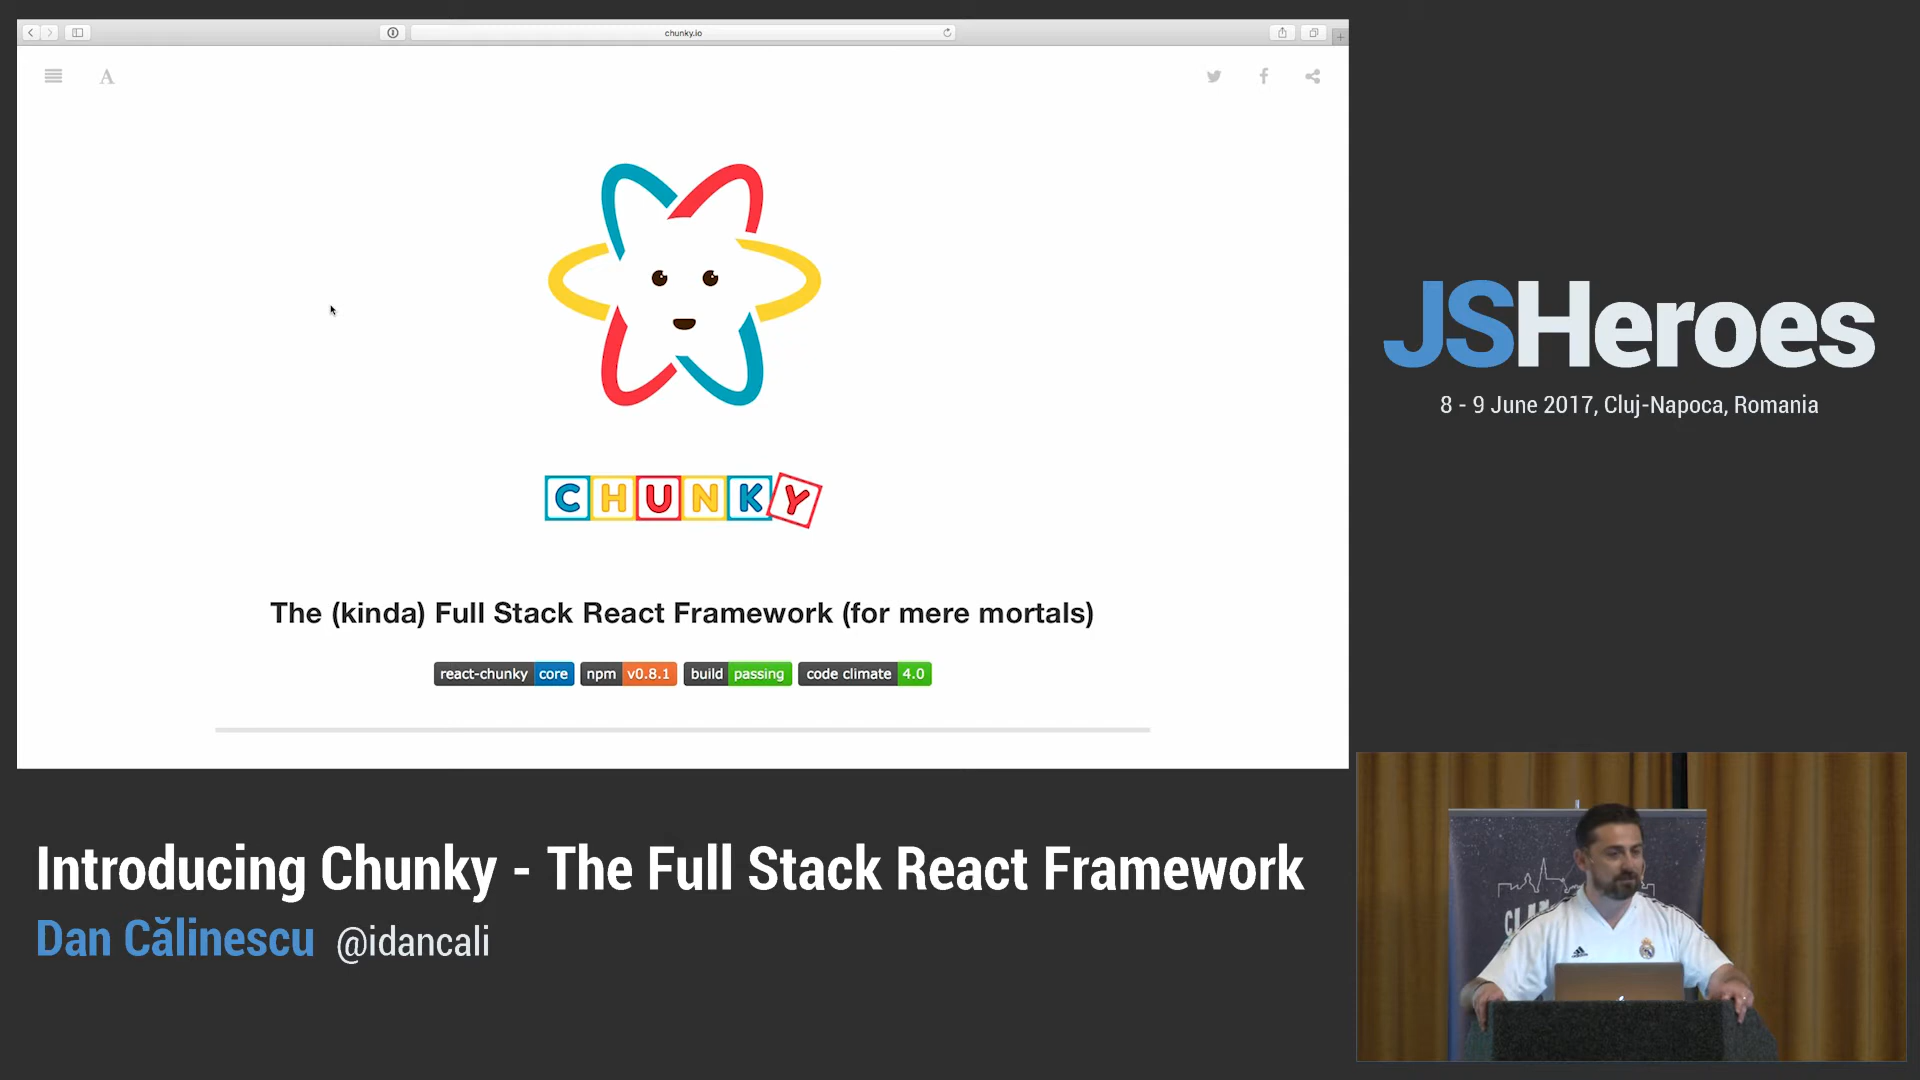 chunky.io
A
CHUNKY
The (kinda) Full Stack React Framework (for mere mortals)
react-chunky core npm v0.8.1 build passing code climate 4.0
JSHeroes
8 - 9 June 2017, Cluj-Napoca, Romania
Introducing Chunky - The Full Stack React Framework
Dan Călinescu @idancali